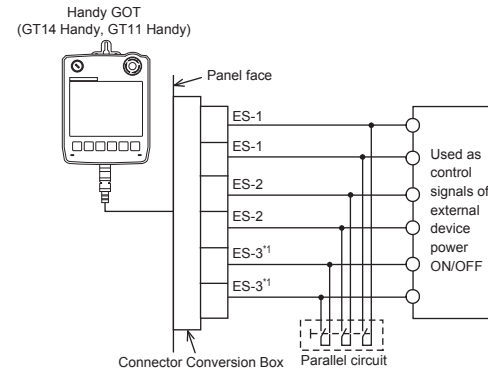 Handy GOT
(GT14 Handy, GT11 Handy)
Panel face
ES-1
ES-1
ES-2
ES-2
ES-3*1
ES-3*1
Used as
control
signals of
external
device
power
ON/OFF
Connector Conversion Box
Parallel circuit